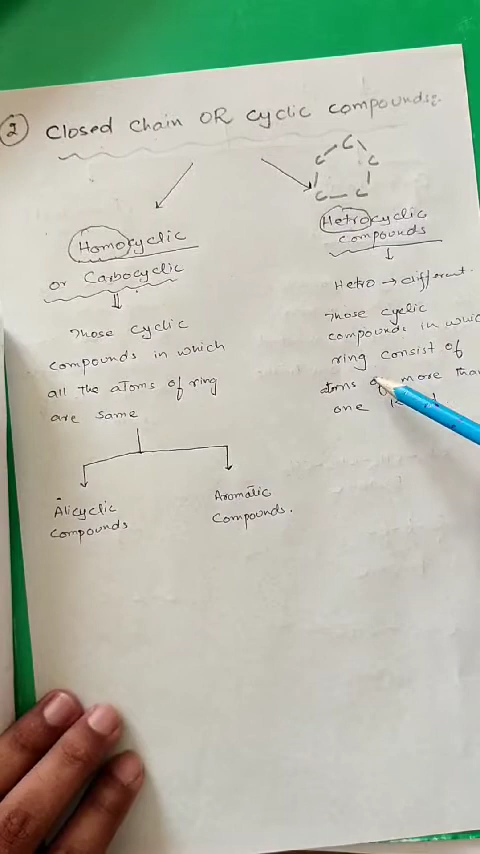 2 Closed Chain OR Cyclic compounds:-
C
C C
C C
Homocyclic
or Carbocyclic
Those cyclic
compounds in which
all the atoms of ring
are same
Alicyclic
Compounds
Aromatic
Compounds.
Hetrocyclic
Compounds
Hetro → different.
Those cyclic
compounds in which
ring consist of
atoms of more than
one